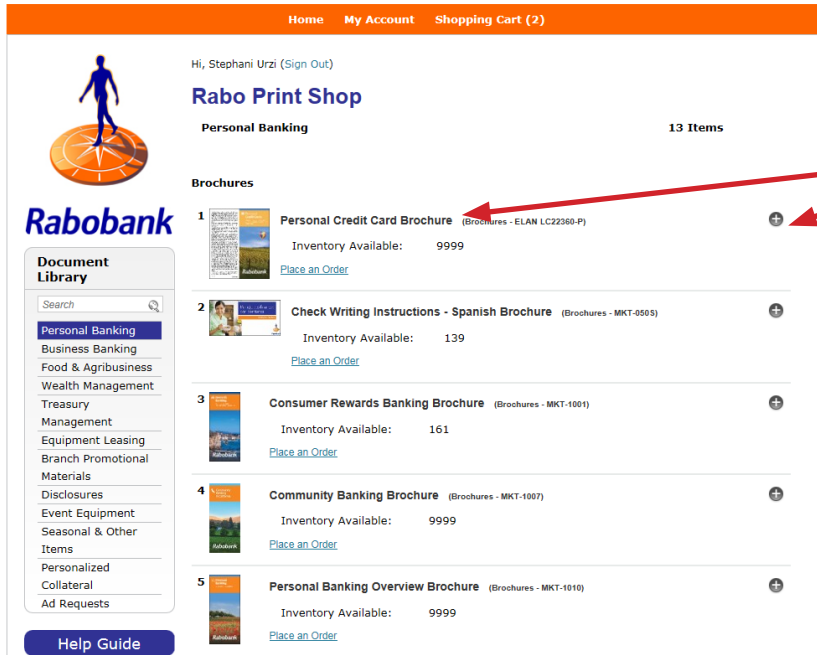 Home My Account Shopping Cart (2)
Hi, Stephani Urzi (Sign Out)
Rabo Print Shop
Personal Banking 13 Items
Brochures
Rabobank
Document
Library
Search
Personal Banking
Business Banking
Food & Agribusiness
Wealth Management
Treasury
Management
Equipment Leasing
Branch Promotional
Materials
Disclosures
Event Equipment
Seasonal & Other
Items
Personalized
Collateral
Ad Requests
Help Guide
1 Personal Credit Card Brochure (Brochures - ELAN LC22360-P)
Inventory Available: 9999
Place an Order
2 Check Writing Instructions - Spanish Brochure (Brochures - MKT-050S)
Inventory Available: 139
Place an Order
3 Consumer Rewards Banking Brochure (Brochures - MKT-1001)
Inventory Available: 161
Place an Order
Rabobank
4 Community Banking Brochure (Brochures - MKT-1007)
Inventory Available: 9999
Place an Order
Rabobank
5 Personal Banking Overview Brochure (Brochures - MKT-1010)
Inventory Available: 9999
Place an Order
Rabobank